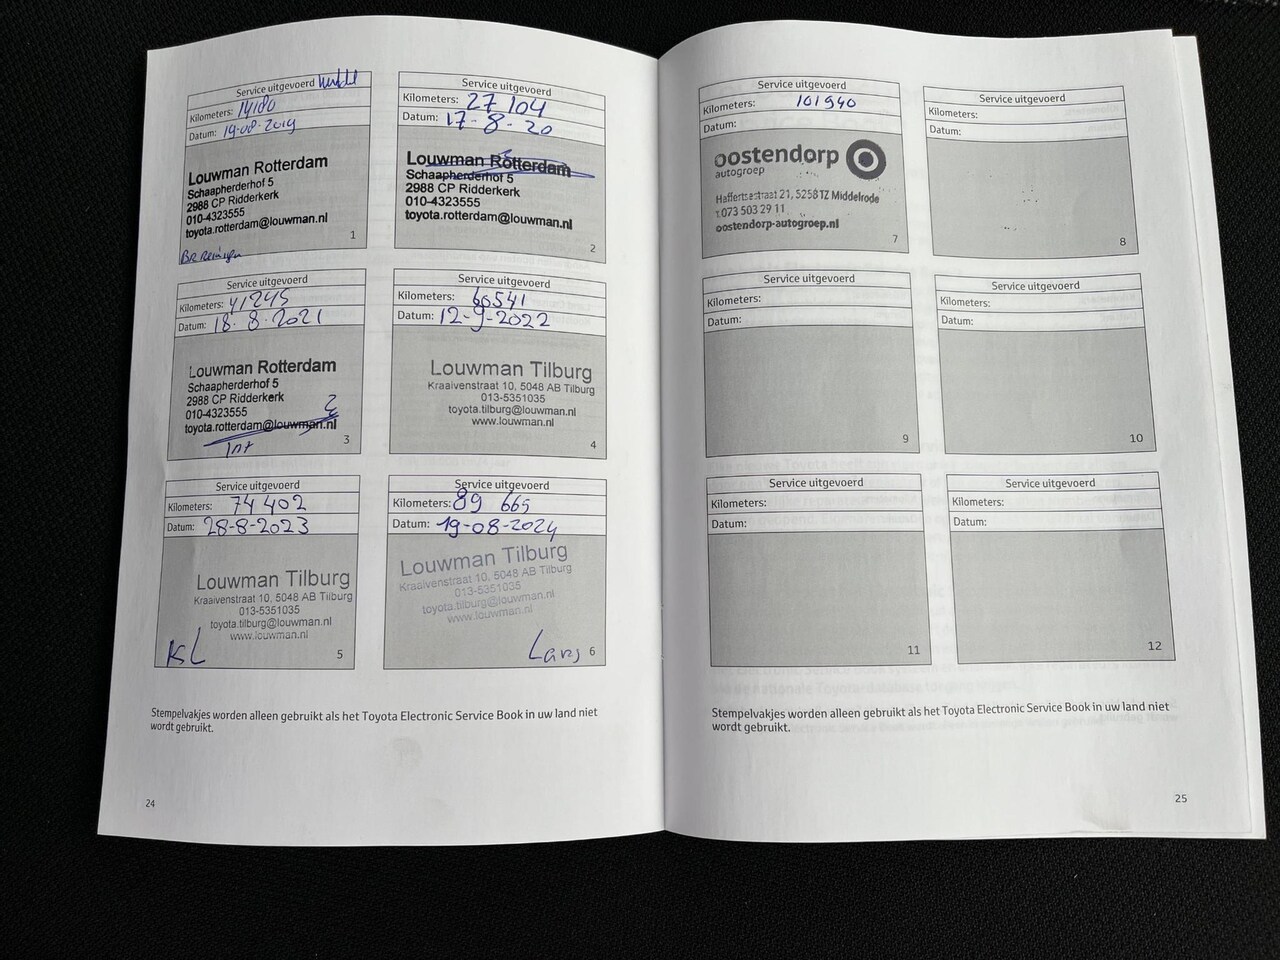 Service uitgevoerd
Kilometers: 14180
Datum: 19-08-2019
Louwman Rotterdam
Schaapherderhof 5
2988 CP Ridderkerk
010-4323555
toyota.rotterdam@louwman.nl
1
Service uitgevoerd
Kilometers: 27 104
Datum: 17-8-20
Louwman Rotterdam
Schaapherderhof 5
2988 CP Ridderkerk
010-4323555
toyota.rotterdam@louwman.nl
2
Service uitgevoerd
Kilometers: 41245
Datum: 18-8-2021
Louwman Rotterdam
Schaapherderhof 5
2988 CP Ridderkerk
010-4323555
toyota.rotterdam@louwman.nl
3
Service uitgevoerd
Kilometers: 60541
Datum: 12-9-2022
Louwman Tilburg
Kraaivenstraat 10, 5048 AB Tilburg
013-5351035
toyota.tilburg@louwman.nl
www.louwman.nl
4
Service uitgevoerd
Kilometers: 74 402
Datum: 28-8-2023
Louwman Tilburg
Kraaivenstraat 10, 5048 AB Tilburg
013-5351035
toyota.tilburg@louwman.nl
www.louwman.nl
KL
5
Service uitgevoerd
Kilometers: 89 665
Datum: 19-08-2024
Louwman Tilburg
Kraaivenstraat 10, 5048 AB Tilburg
013-5351035
toyota.tilburg@louwman.nl
www.louwman.nl
Lars
6
Stempelvakjes worden alleen gebruikt als het Toyota Electronic Service Book in uw land niet
wordt gebruikt.
24
Service uitgevoerd
Kilometers: 101940
Datum:
oostendorp
autogroep
Haffertsestraat 21, 5258 TZ Middelrode
t 073 503 29 11
oostendorp-autogroep.nl
7
Service uitgevoerd
Kilometers:
Datum:
8
Service uitgevoerd
Kilometers:
Datum:
9
Service uitgevoerd
Kilometers:
Datum:
10
Service uitgevoerd
Kilometers:
Datum:
11
Service uitgevoerd
Kilometers:
Datum:
12
Stempelvakjes worden alleen gebruikt als het Toyota Electronic Service Book in uw land niet
wordt gebruikt.
25